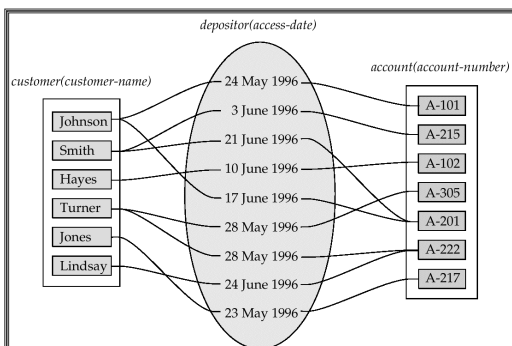 depositor(access-date)
customer(customer-name)
account(account-number)
Johnson
Smith
Hayes
Turner
Jones
Lindsay
24 May 1996
3 June 1996
21 June 1996
10 June 1996
17 June 1996
28 May 1996
28 May 1996
24 June 1996
23 May 1996
A-101
A-215
A-102
A-305
A-201
A-222
A-217